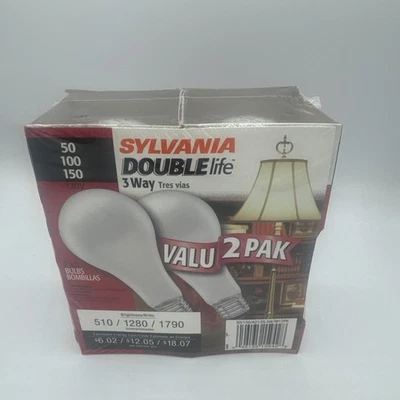 50
100
150
SYLVANIA
DOUBLE life™
3 Way Tres vias
VALU 2 PAK
BULBS
BOMBILLAS
510 / 1280 / 1790
$6.02 / $12.05 / $18.07